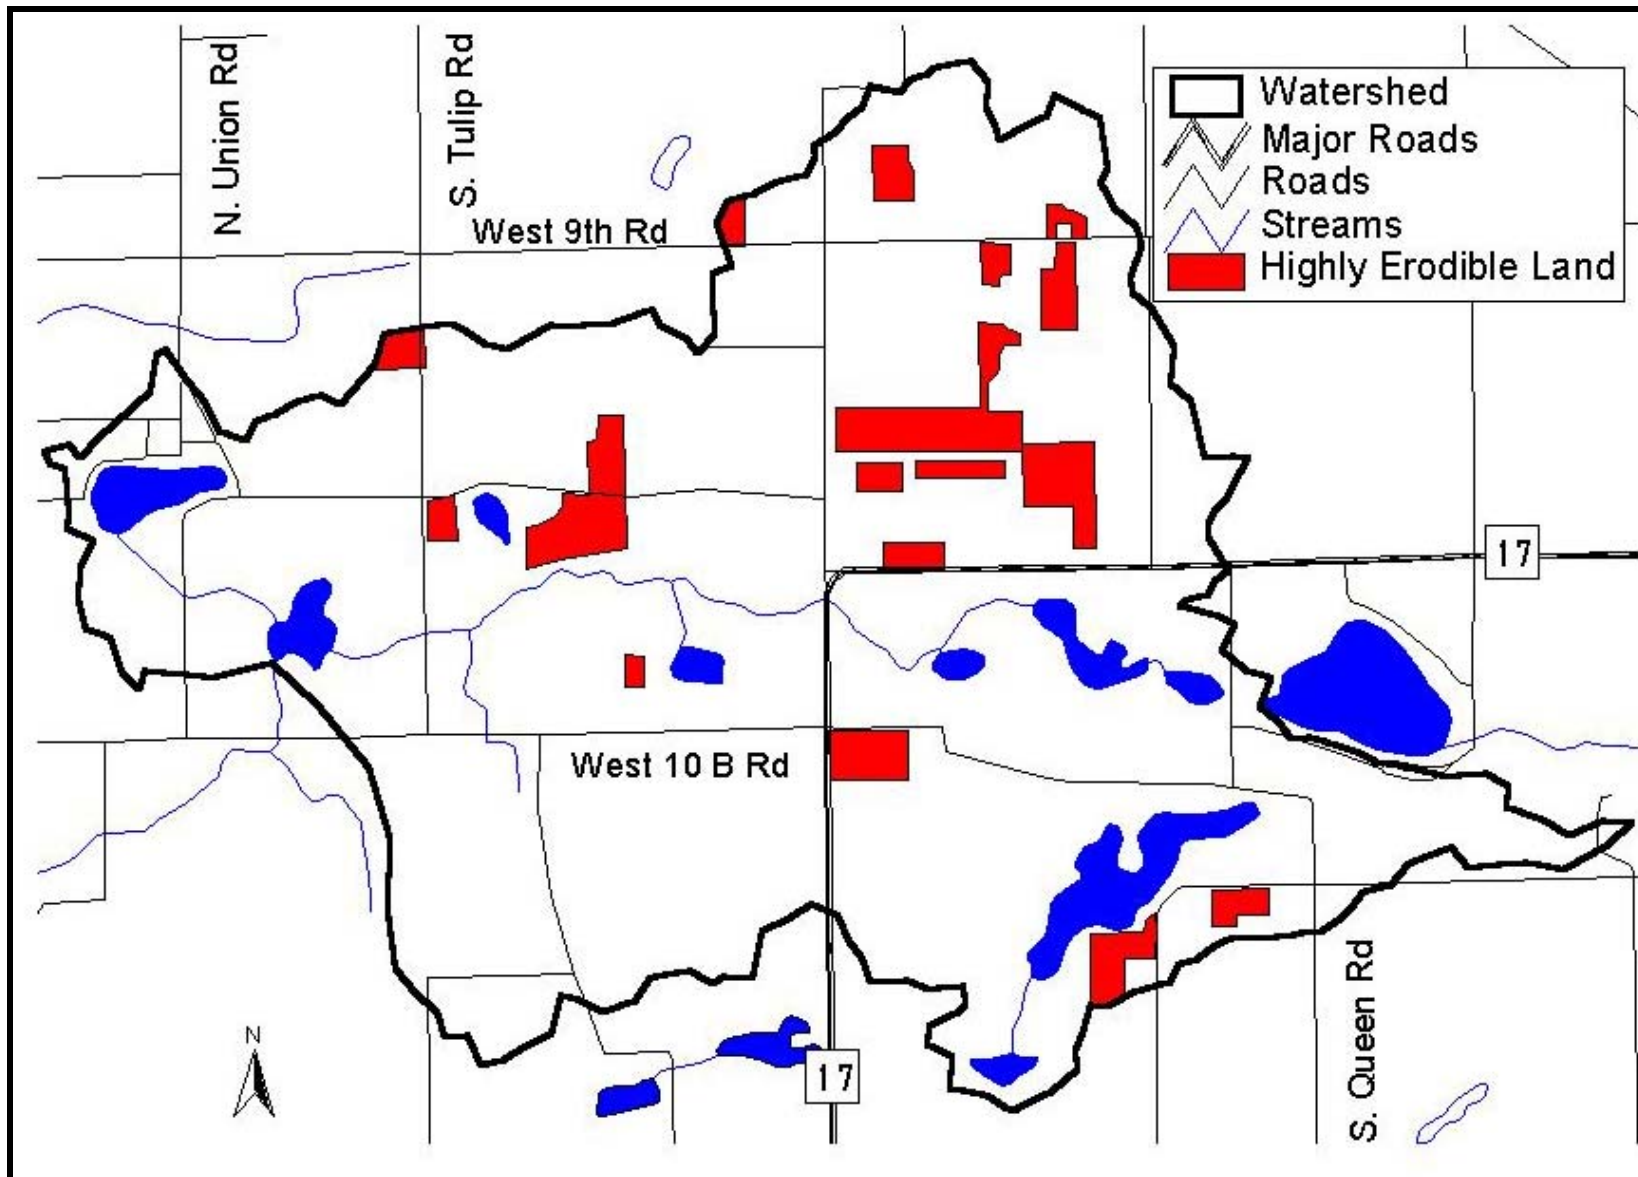 N. Union Rd
S. Tulip Rd
West 9th Rd
Watershed
Major Roads
Roads
Streams
Highly Erodible Land
17
West 10 B Rd
N
17
S. Queen Rd